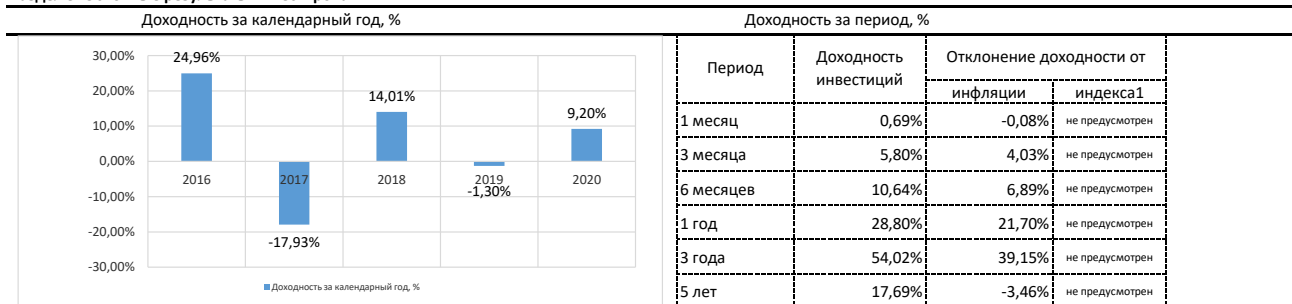 Доходность за календарный год, %
Доходность за период, %
30,00%
20,00%
10,00%
0,00%
-10,00%
-20,00%
-30,00%
24,96%
-17,93%
14,01%
-1,30%
9,20%
2016
2017
2018
2019
2020
Доходность за календарный год, %
Период Доходность инвестиций Отклонение доходности от
инфляции индекса1
1 месяц 0,69% -0,08% не предусмотрен
3 месяца 5,80% 4,03% не предусмотрен
6 месяцев 10,64% 6,89% не предусмотрен
1 год 28,80% 21,70% не предусмотрен
3 года 54,02% 39,15% не предусмотрен
5 лет 17,69% -3,46% не предусмотрен